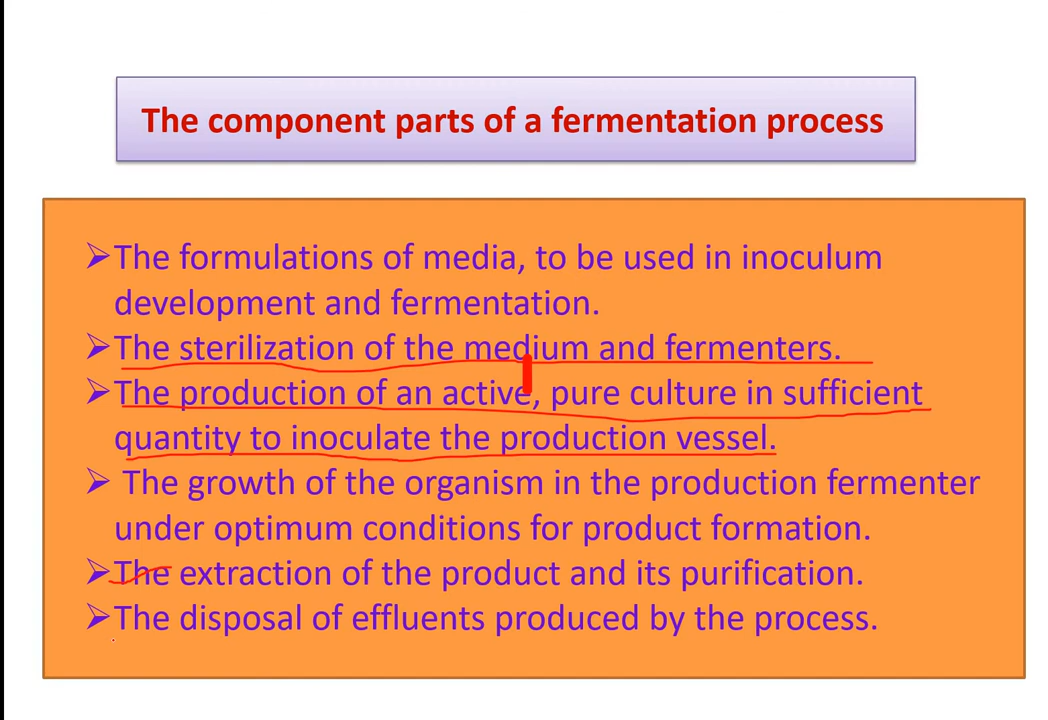 The component parts of a fermentation process
➢The formulations of media, to be used in inoculum
development and fermentation.
➢The sterilization of the medium and fermenters.
➢The production of an active, pure culture in sufficient
quantity to inoculate the production vessel.
➢ The growth of the organism in the production fermenter
under optimum conditions for product formation.
➢The extraction of the product and its purification.
➢The disposal of effluents produced by the process.